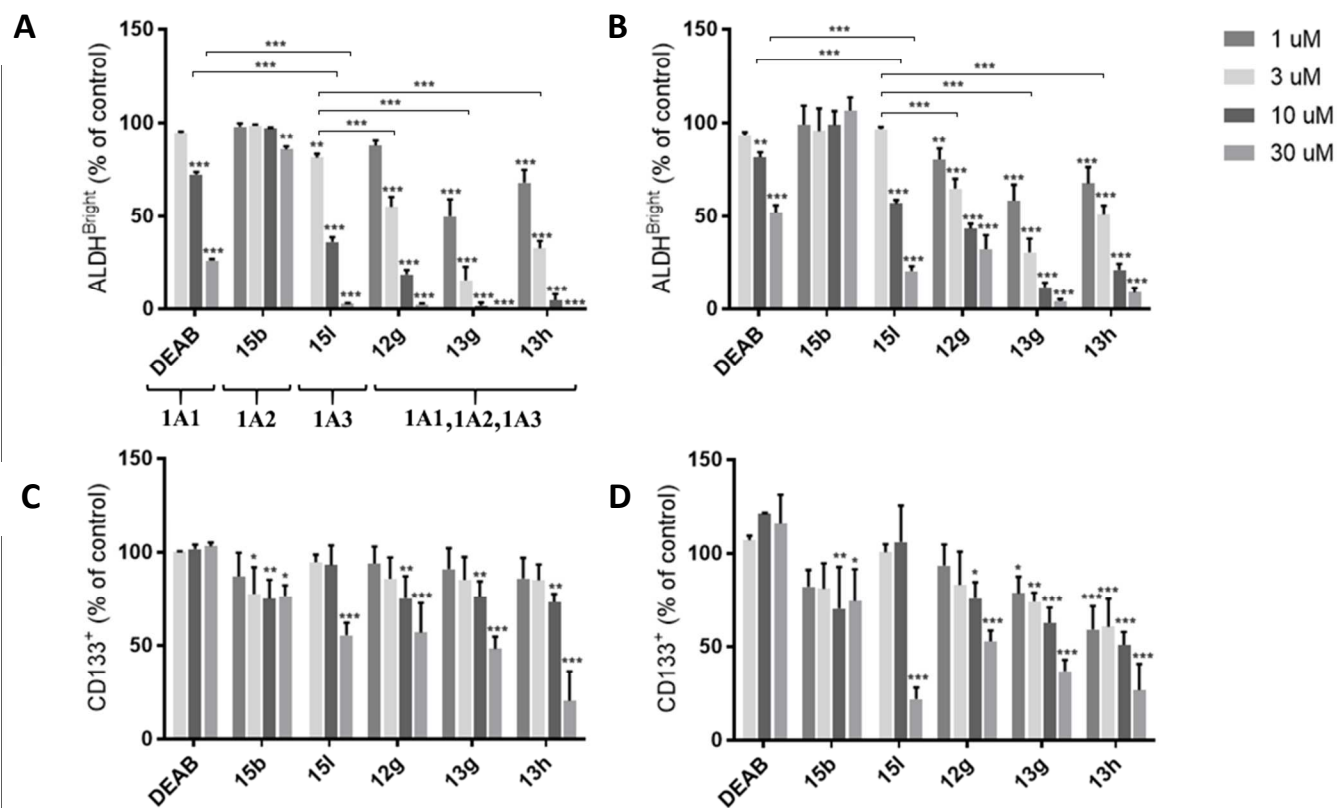 A
ALDH^Bright (% of control)
150
100
50
0
***
***
***
***
***
***
***
**
**
***
***
***
***
***
***
***
***
***
***
***
***
***
DEAB
15b
15l
12g
13g
13h
1A1
1A2
1A3
1A1,1A2,1A3
B
ALDH^Bright (% of control)
150
100
50
0
***
***
***
***
***
**
***
***
***
**
***
***
***
***
***
***
***
***
***
***
***
DEAB
15b
15l
12g
13g
13h
1 uM
3 uM
10 uM
30 uM
C
CD133^+ (% of control)
150
100
50
0
*
**
*
***
**
***
**
***
**
***
DEAB
15b
15l
12g
13g
13h
D
CD133^+ (% of control)
150
100
50
0
**
*
***
*
***
*
**
***
***
***
***
***
***
DEAB
15b
15l
12g
13g
13h